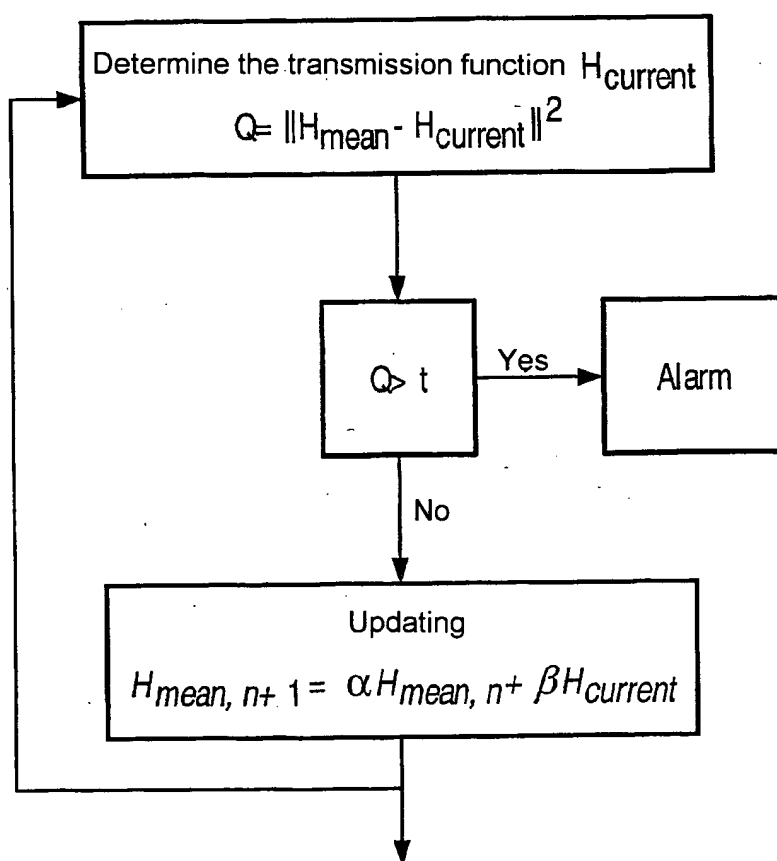 Determine the transmission function H_current
Q= ||H_mean - H_current||^2
Q> t
Yes
Alarm
No
Updating
H_mean, n+ 1 = αH_mean, n+ βH_current